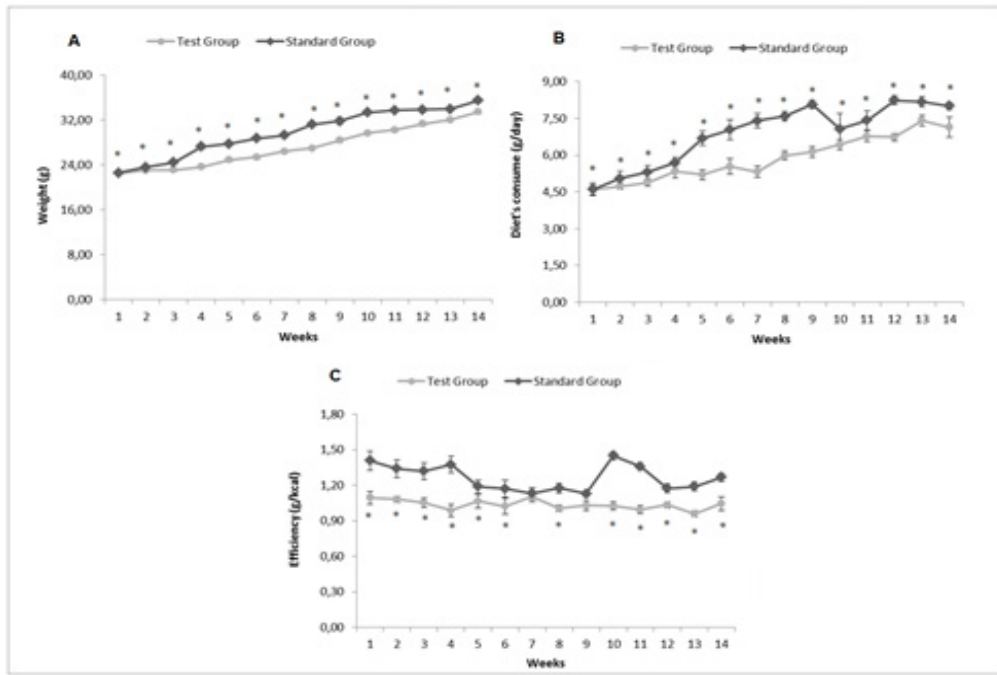 A
Test Group
Standard Group
Weight (g)
40,00
32,00
24,00
16,00
8,00
0,00
* * * * * * * * * * * * * *
1 2 3 4 5 6 7 8 9 10 11 12 13 14
Weeks
B
Test Group
Standard Group
Diet's consume (g/day)
9,00
7,50
6,00
4,50
3,00
1,50
0,00
* * * * * * * * * * * * * *
1 2 3 4 5 6 7 8 9 10 11 12 13 14
Weeks
C
Test Group
Standard Group
Efficiency (g/kcal)
1,80
1,50
1,20
0,90
0,60
0,30
0,00
* * * * * * * * * * * *
1 2 3 4 5 6 7 8 9 10 11 12 13 14
Weeks